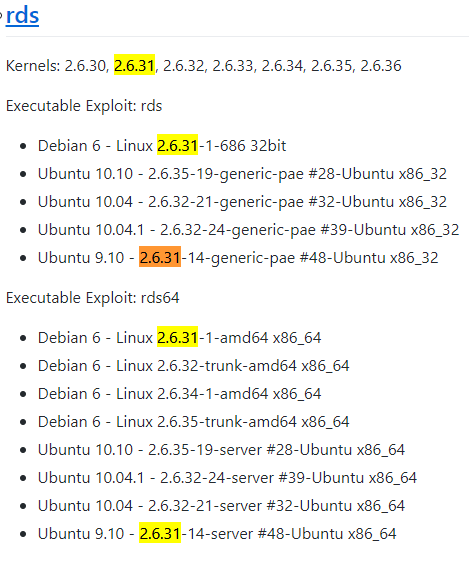 rds
Kernels: 2.6.30, 2.6.31, 2.6.32, 2.6.33, 2.6.34, 2.6.35, 2.6.36
Executable Exploit: rds
• Debian 6 - Linux 2.6.31-1-686 32bit
• Ubuntu 10.10 - 2.6.35-19-generic-pae #28-Ubuntu x86_32
• Ubuntu 10.04 - 2.6.32-21-generic-pae #32-Ubuntu x86_32
• Ubuntu 10.04.1 - 2.6.32-24-generic-pae #39-Ubuntu x86_32
• Ubuntu 9.10 - 2.6.31-14-generic-pae #48-Ubuntu x86_32
Executable Exploit: rds64
• Debian 6 - Linux 2.6.31-1-amd64 x86_64
• Debian 6 - Linux 2.6.32-trunk-amd64 x86_64
• Debian 6 - Linux 2.6.34-1-amd64 x86_64
• Debian 6 - Linux 2.6.35-trunk-amd64 x86_64
• Ubuntu 10.10 - 2.6.35-19-server #28-Ubuntu x86_64
• Ubuntu 10.04.1 - 2.6.32-24-server #39-Ubuntu x86_64
• Ubuntu 10.04 - 2.6.32-21-server #32-Ubuntu x86_64
• Ubuntu 9.10 - 2.6.31-14-server #48-Ubuntu x86_64